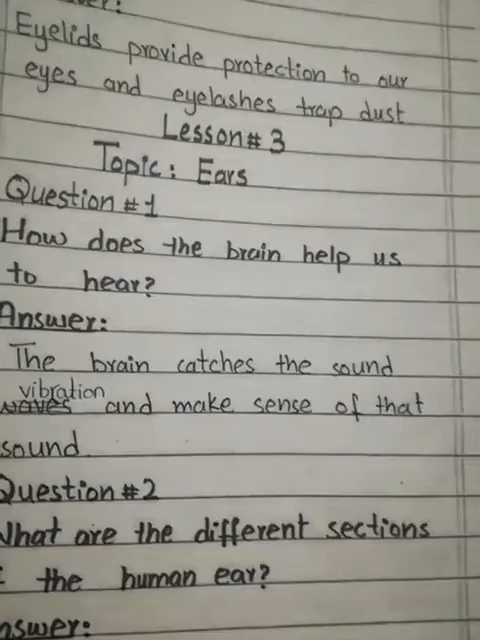 Eyelids provide protection to our
eyes and eyelashes trap dust
Lesson # 3
Topic: Ears
Question #1
How does the brain help us
to hear?
Answer:
The brain catches the sound
vibration
waves and make sense of that
sound
Question #2
What are the different sections
the human ear?
nswer: